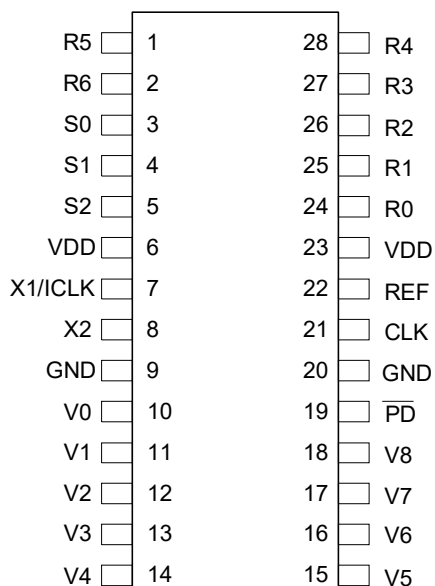 R5 1 28 R4
R6 2 27 R3
S0 3 26 R2
S1 4 25 R1
S2 5 24 R0
VDD 6 23 VDD
X1/ICLK 7 22 REF
X2 8 21 CLK
GND 9 20 GND
V0 10 19 P̅D̅
V1 11 18 V8
V2 12 17 V7
V3 13 16 V6
V4 14 15 V5